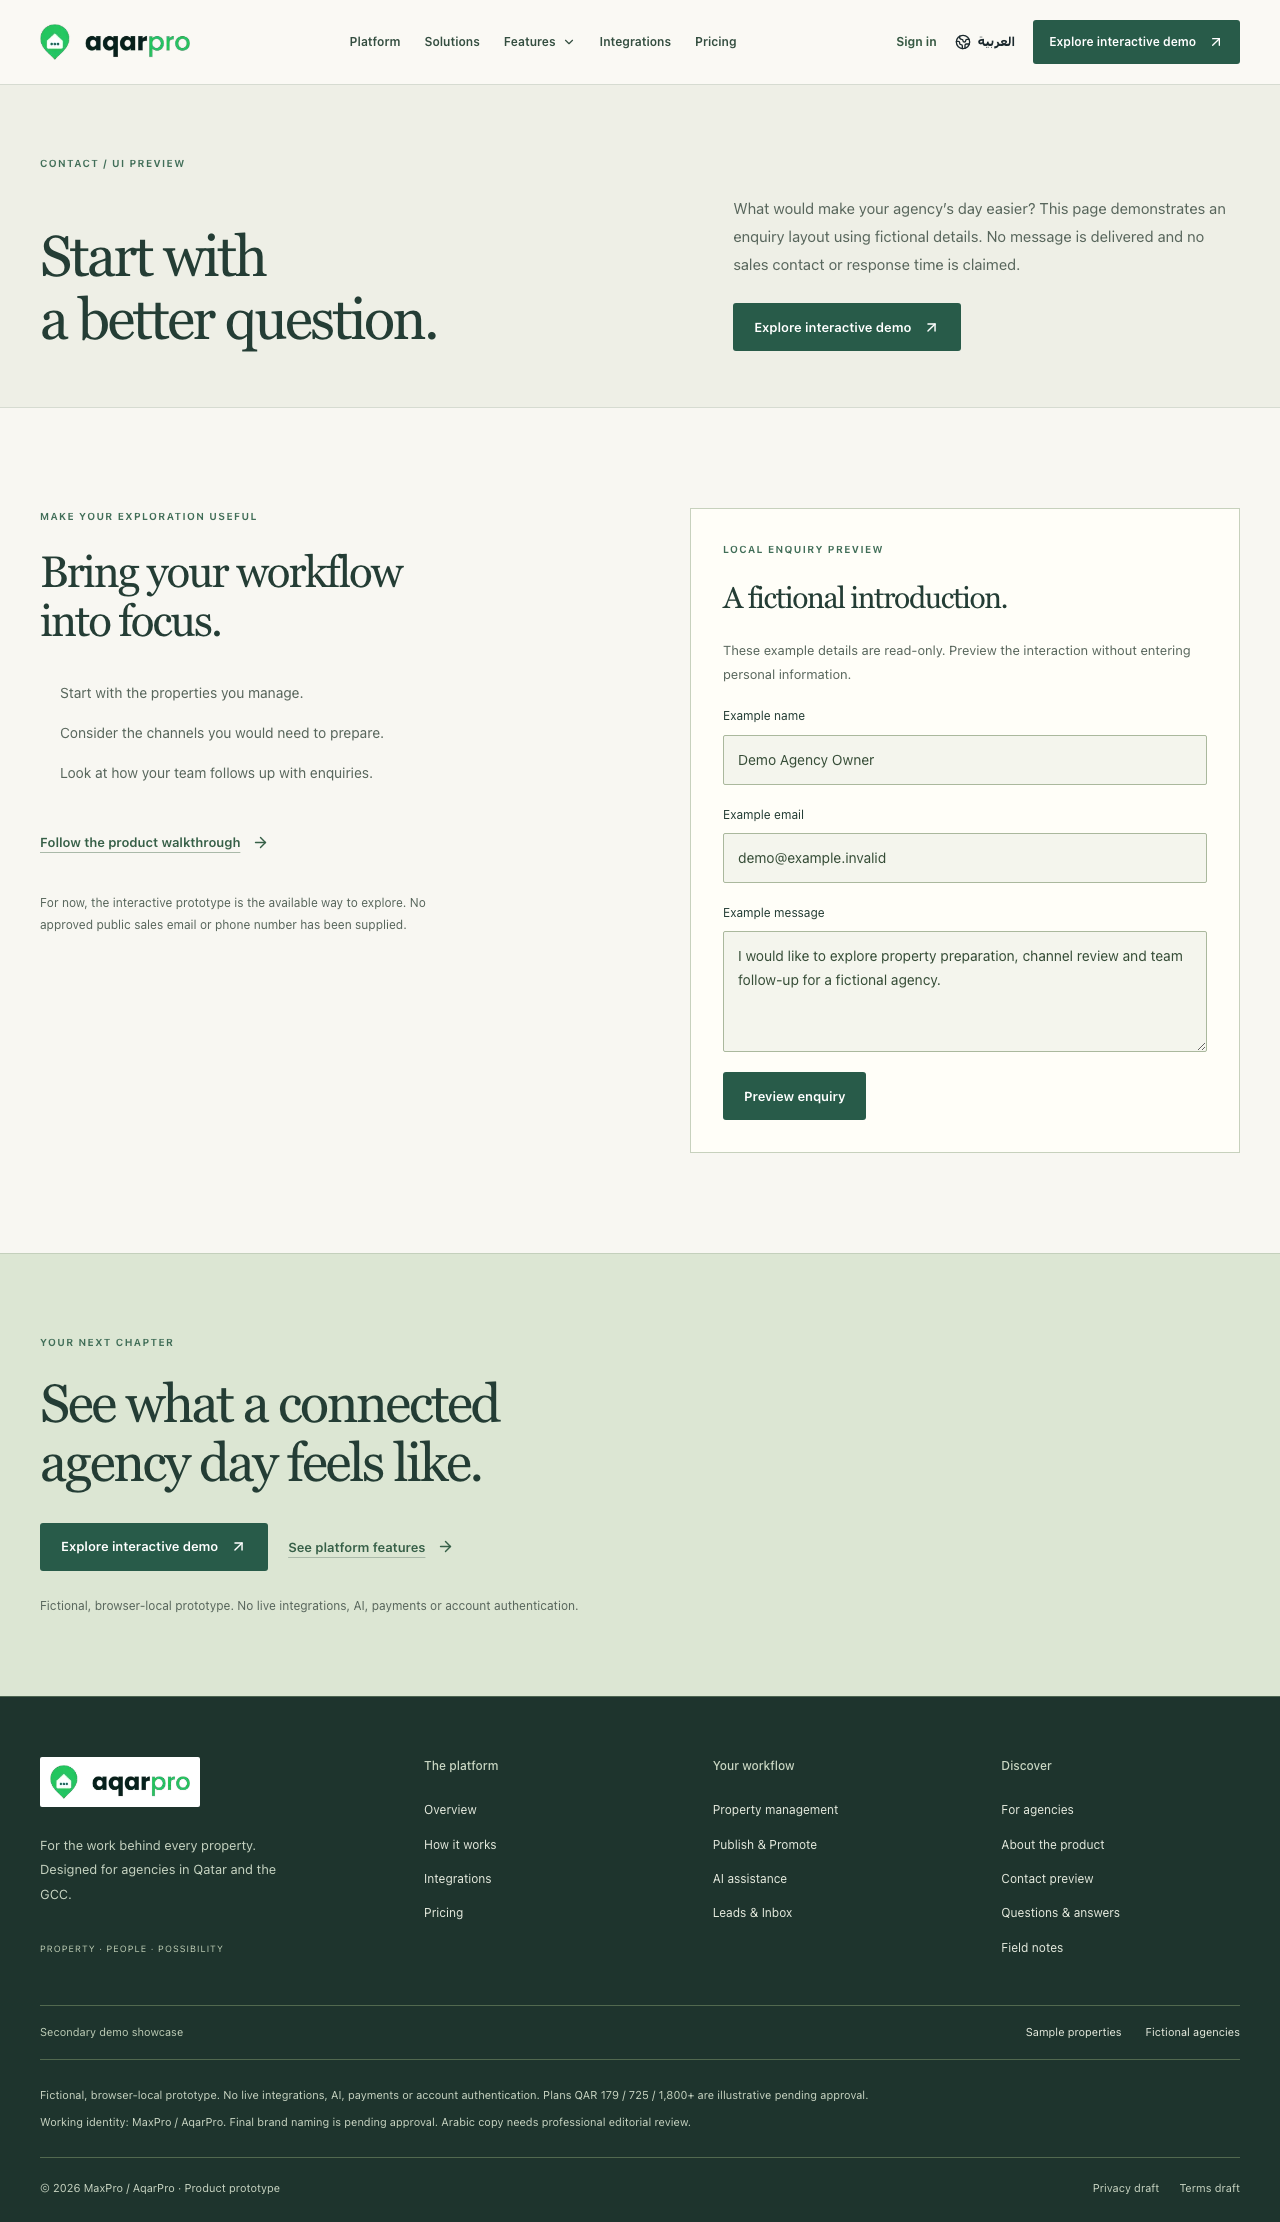 aqarpro
Platform
Solutions
Features
Integrations
Pricing
Sign in
العربية
Explore interactive demo
CONTACT / UI PREVIEW
Start with
a better question.
What would make your agency’s day easier? This page demonstrates an
enquiry layout using fictional details. No message is delivered and no
sales contact or response time is claimed.
Explore interactive demo
MAKE YOUR EXPLORATION USEFUL
Bring your workflow
into focus.
Start with the properties you manage.
Consider the channels you would need to prepare.
Look at how your team follows up with enquiries.
Follow the product walkthrough
For now, the interactive prototype is the available way to explore. No
approved public sales email or phone number has been supplied.
LOCAL ENQUIRY PREVIEW
A fictional introduction.
These example details are read-only. Preview the interaction without entering
personal information.
Example name
Demo Agency Owner
Example email
demo@example.invalid
Example message
I would like to explore property preparation, channel review and team
follow-up for a fictional agency.
Preview enquiry
YOUR NEXT CHAPTER
See what a connected
agency day feels like.
Explore interactive demo
See platform features
Fictional, browser-local prototype. No live integrations, AI, payments or account authentication.
aqarpro
For the work behind every property.
Designed for agencies in Qatar and the
GCC.
PROPERTY · PEOPLE · POSSIBILITY
The platform
Overview
How it works
Integrations
Pricing
Your workflow
Property management
Publish & Promote
AI assistance
Leads & Inbox
Discover
For agencies
About the product
Contact preview
Questions & answers
Field notes
Secondary demo showcase
Sample properties
Fictional agencies
Fictional, browser-local prototype. No live integrations, AI, payments or account authentication. Plans QAR 179 / 725 / 1,800+ are illustrative pending approval.
Working identity: MaxPro / AqarPro. Final brand naming is pending approval. Arabic copy needs professional editorial review.
© 2026 MaxPro / AqarPro · Product prototype
Privacy draft
Terms draft